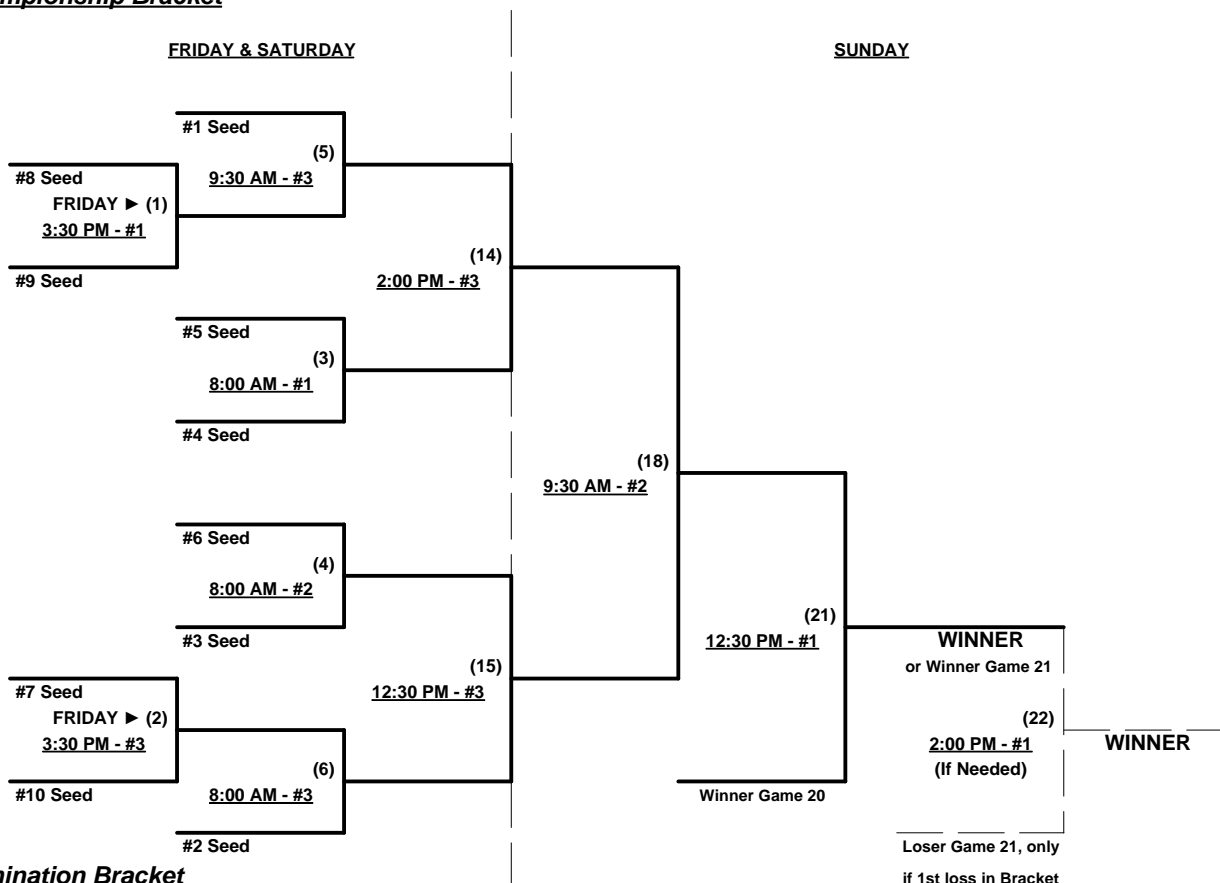 mpionship Bracket
FRIDAY & SATURDAY
SUNDAY
#1 Seed
(5)
9:30 AM - #3
#8 Seed
FRIDAY ► (1)
3:30 PM - #1
#9 Seed
(14)
2:00 PM - #3
#5 Seed
(3)
8:00 AM - #1
#4 Seed
(18)
9:30 AM - #2
#6 Seed
(4)
8:00 AM - #2
#3 Seed
(21)
12:30 PM - #1
WINNER
or Winner Game 21
(15)
12:30 PM - #3
#7 Seed
FRIDAY ► (2)
3:30 PM - #3
#10 Seed
(22)
2:00 PM - #1
(If Needed)
WINNER
(6)
8:00 AM - #3
#2 Seed
Winner Game 20
Loser Game 21, only
if 1st loss in Bracket
mination Bracket